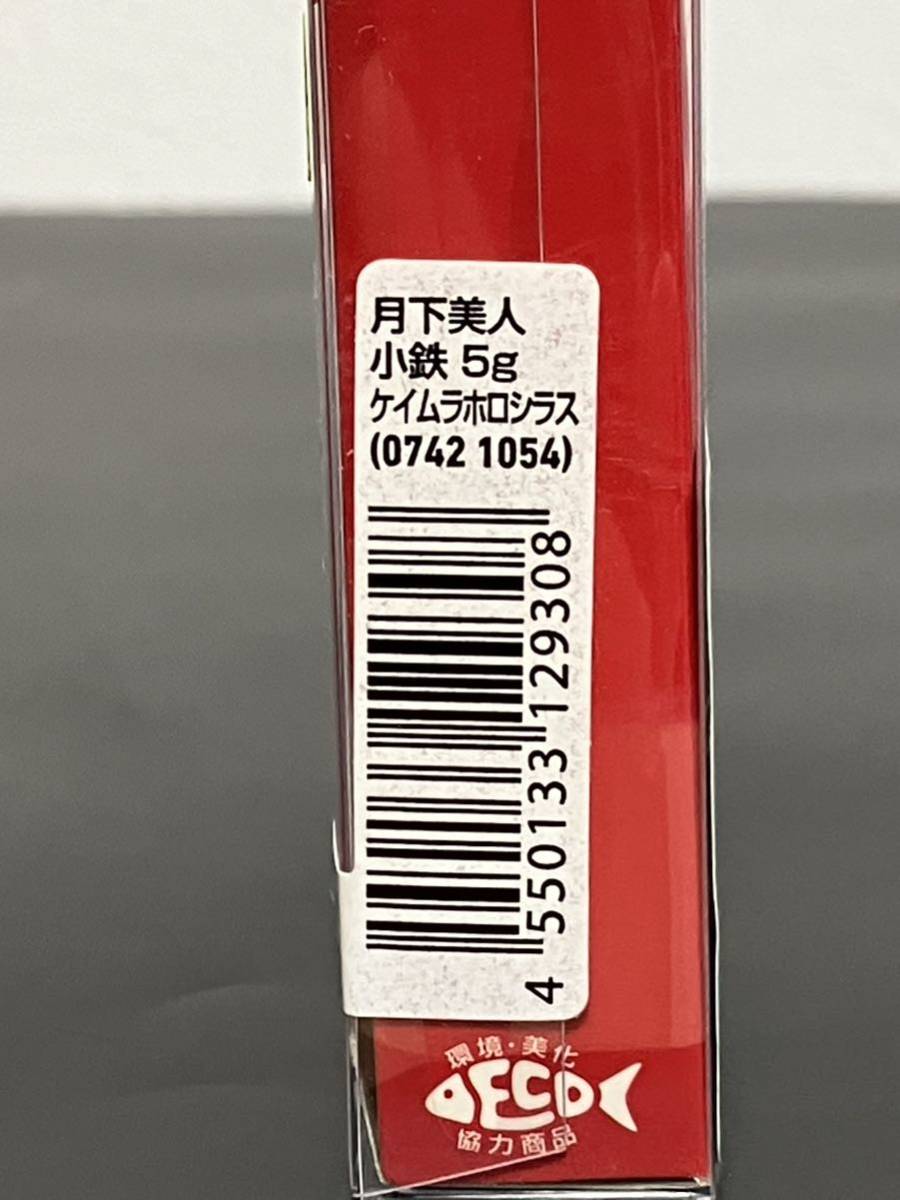 月下美人
小鉄 5g
ケイムラホロシラス
(0742 1054)
4 550133 129308
環境・美化
ECO
協力商品